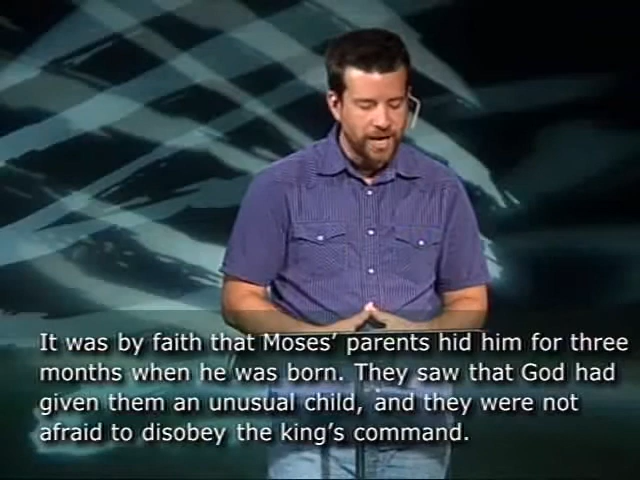 It was by faith that Moses' parents hid him for three
months when he was born. They saw that God had
given them an unusual child, and they were not
afraid to disobey the king's command.